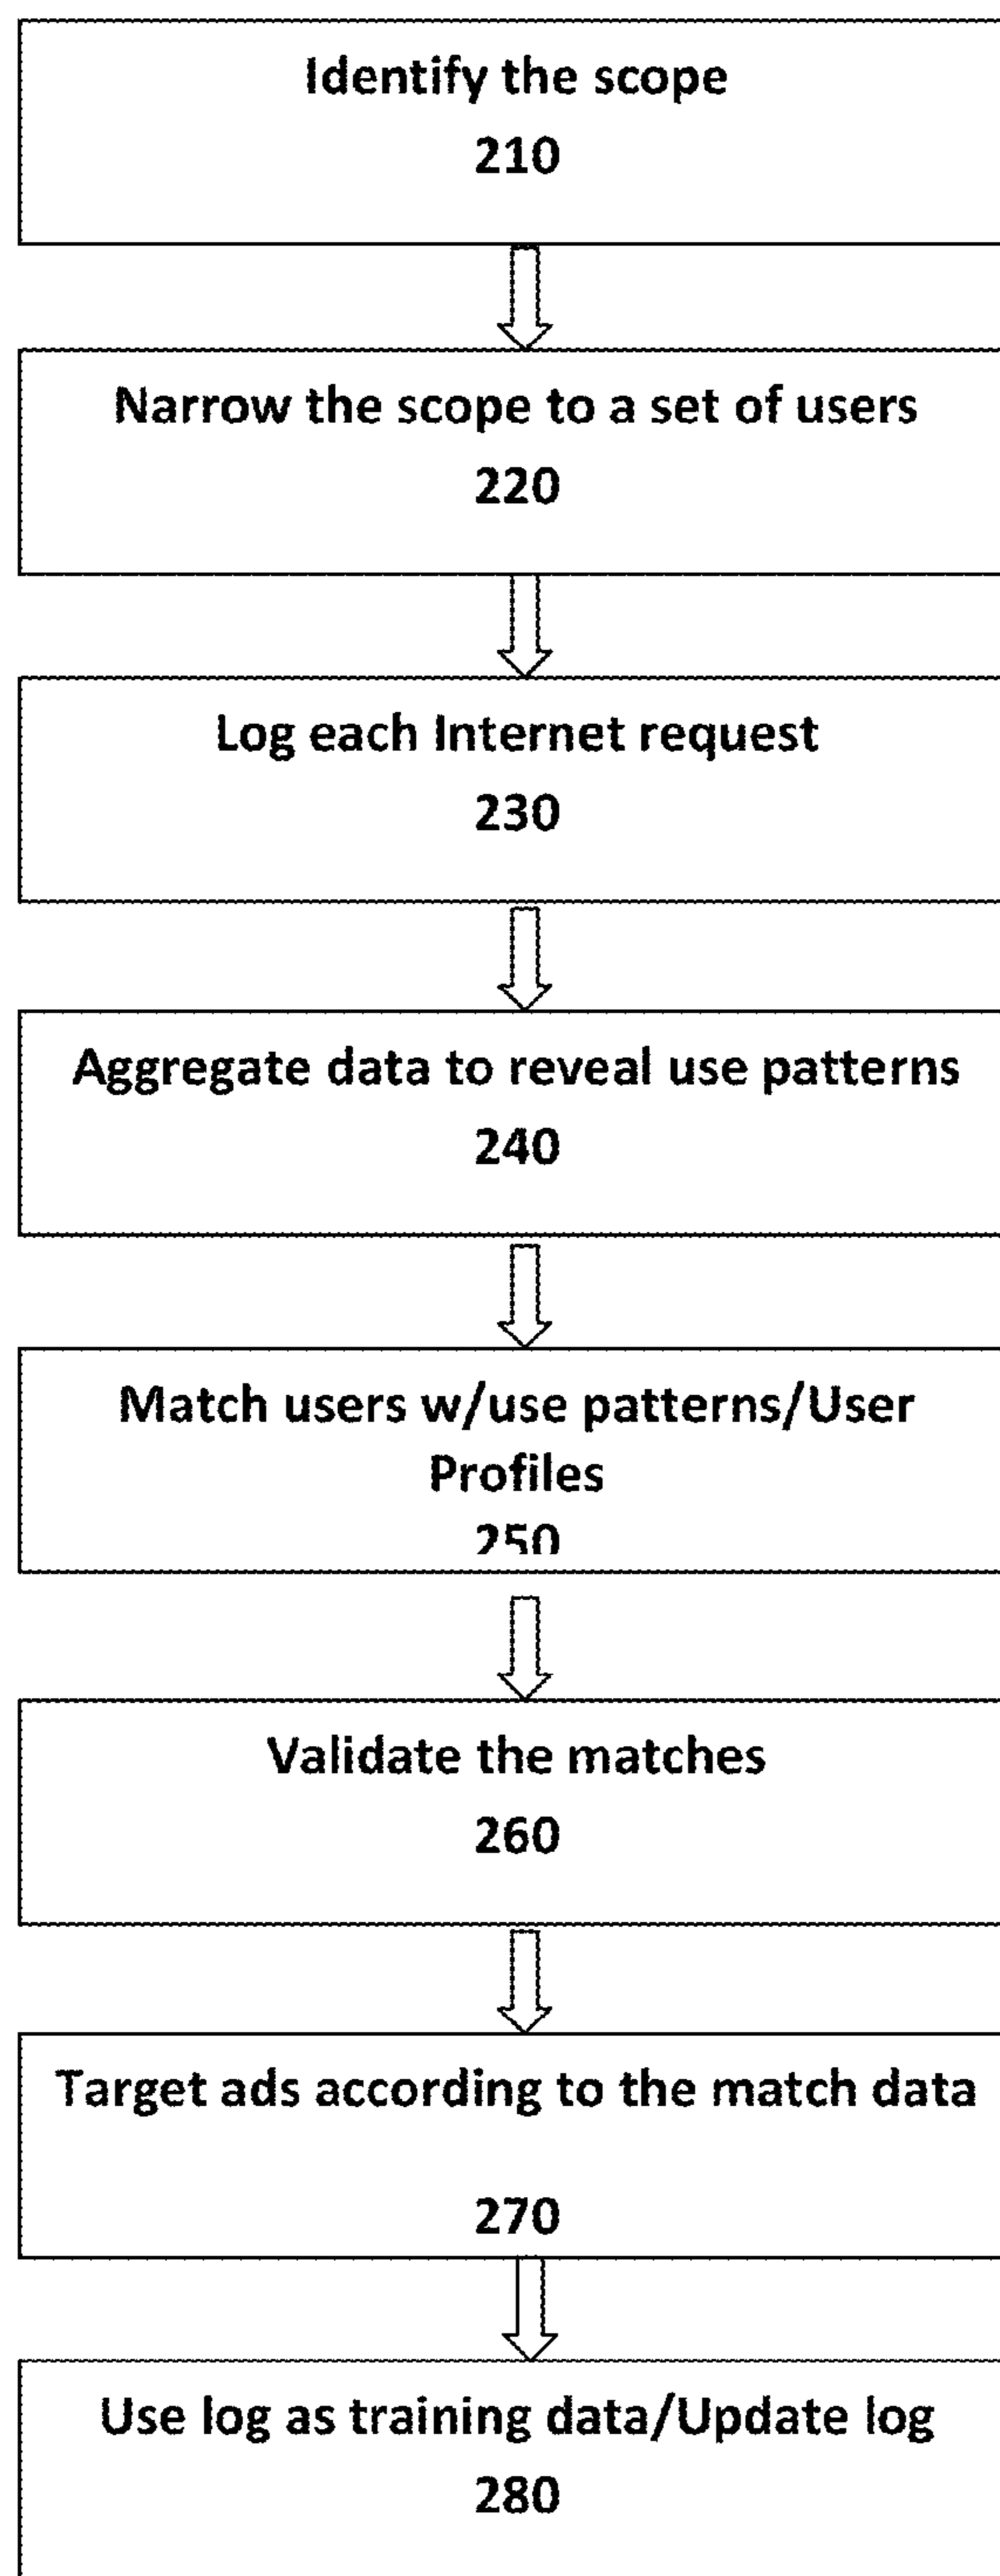 Identify the scope
210
Narrow the scope to a set of users
220
Log each Internet request
230
Aggregate data to reveal use patterns
240
Match users w/use patterns/User
Profiles
250
Validate the matches
260
Target ads according to the match data
270
Use log as training data/Update log
280